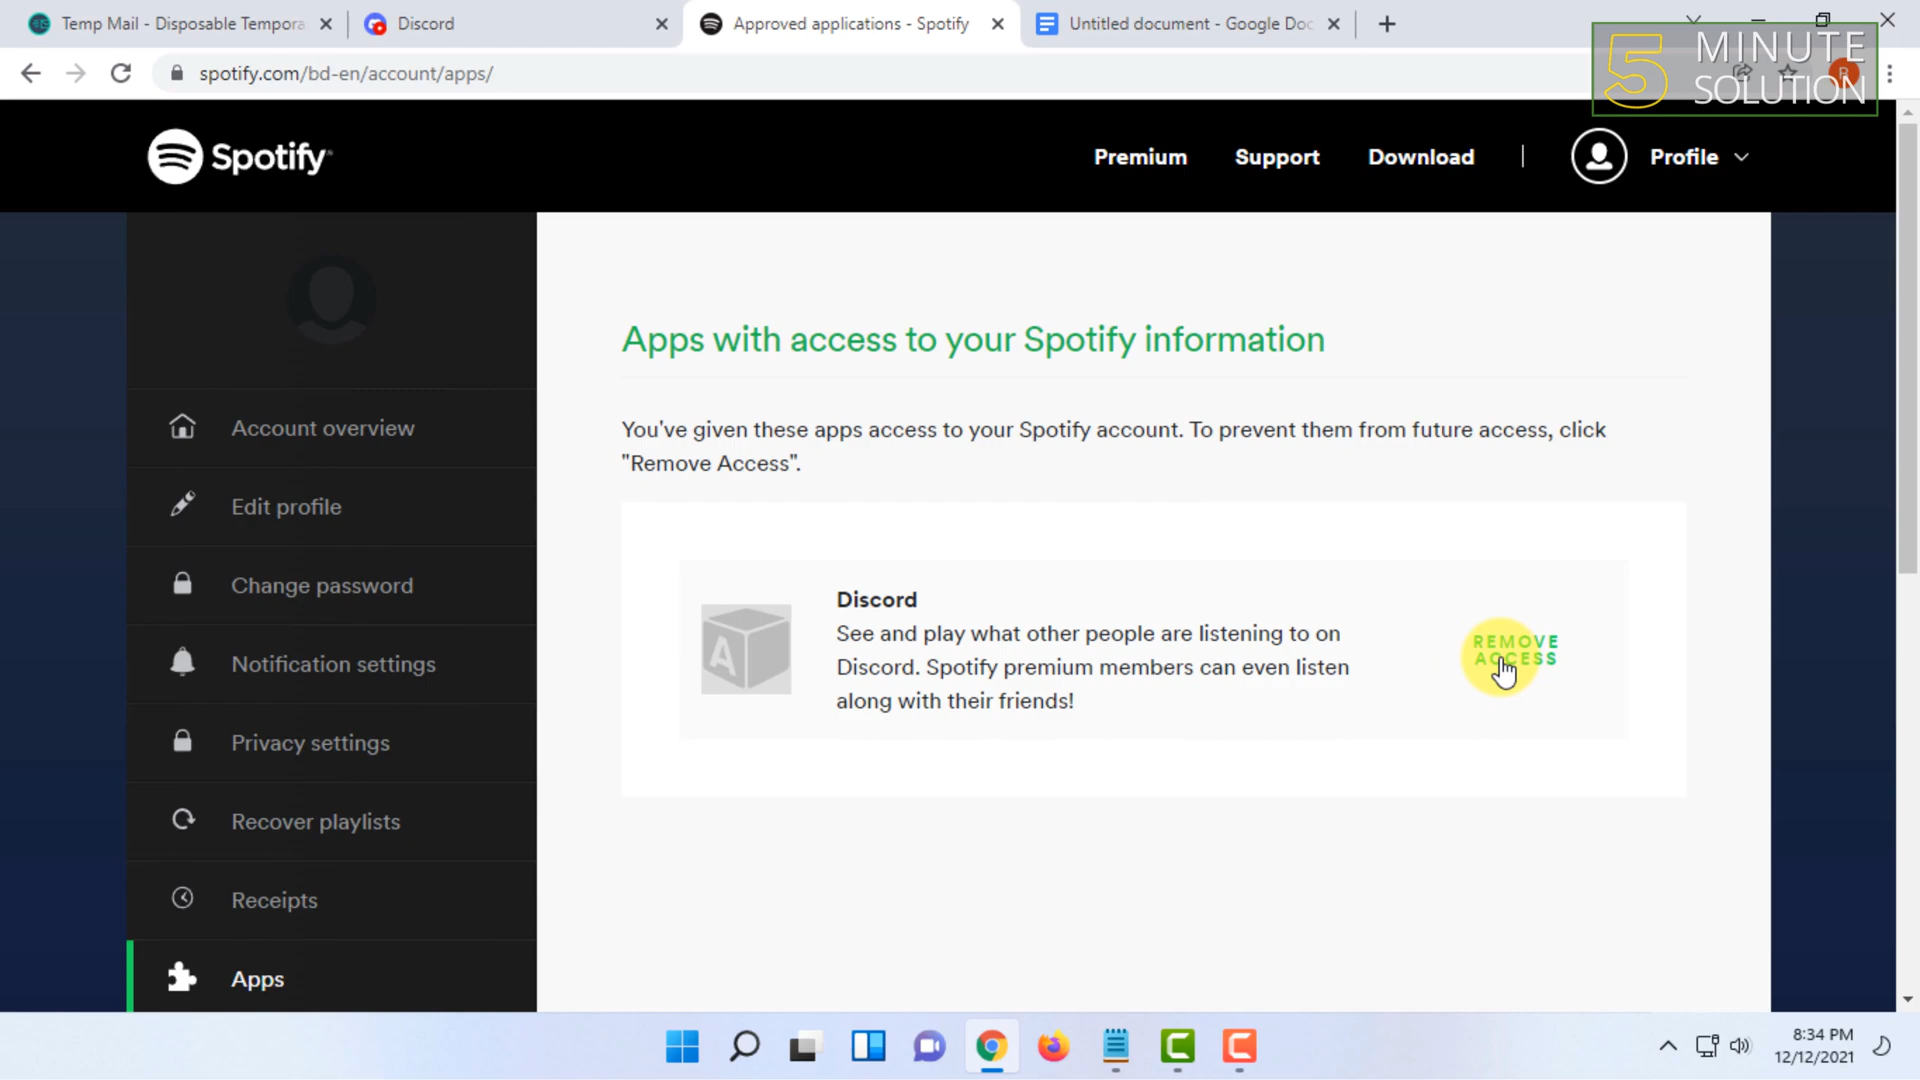 Temp Mail - Disposable Tempora
Discord
Approved applications - Spotify
Untitled document - Google Doc
spotify.com/bd-en/account/apps/
5 MINUTE
SOLUTION
Spotify
Premium
Support
Download
Profile
Account overview
Edit profile
Change password
Notification settings
Privacy settings
Recover playlists
Receipts
Apps
Apps with access to your Spotify information
You've given these apps access to your Spotify account. To prevent them from future access, click
"Remove Access".
Discord
See and play what other people are listening to on
Discord. Spotify premium members can even listen
along with their friends!
REMOVE
ACCESS
8:34 PM
12/12/2021